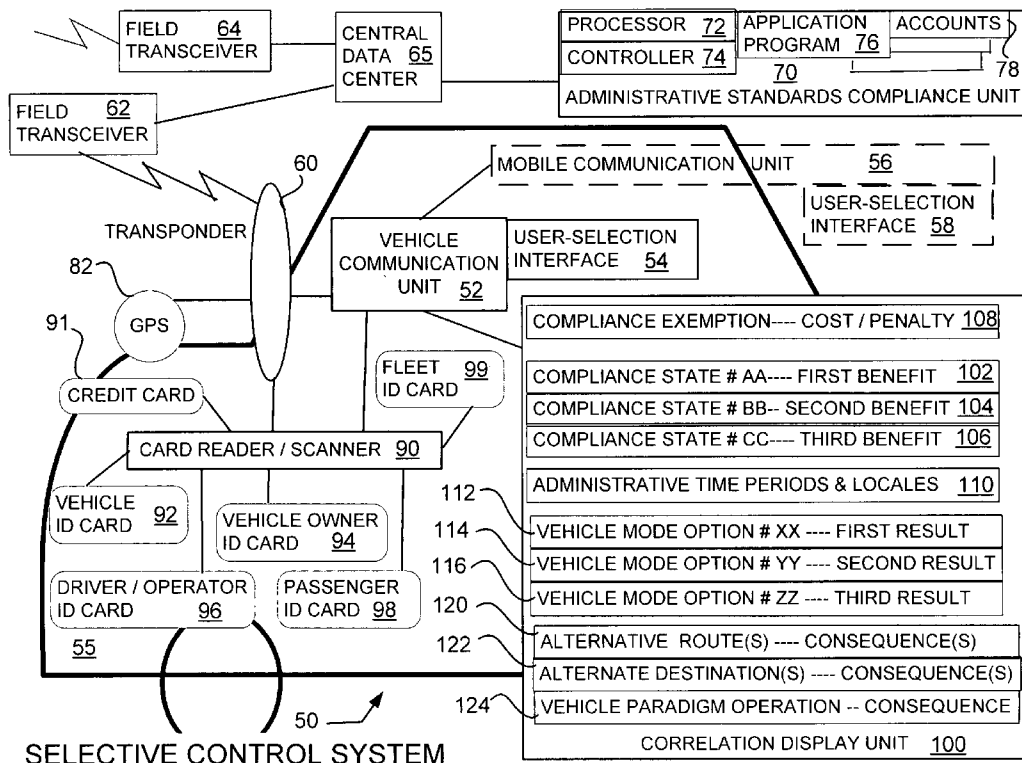 FIELD 64
TRANSCEIVER
CENTRAL
DATA 65
CENTER
PROCESSOR 72
CONTROLLER 74
APPLICATION
PROGRAM
76
ACCOUNTS
70
78
ADMINISTRATIVE STANDARDS COMPLIANCE UNIT
FIELD 62
TRANSCEIVER
60
TRANSPONDER
MOBILE COMMUNICATION UNIT 56
USER-SELECTION
INTERFACE 58
VEHICLE
COMMUNICATION
UNIT 52
USER-SELECTION
INTERFACE 54
82
GPS
91
CREDIT CARD
FLEET 99
ID CARD
CARD READER / SCANNER 90
VEHICLE
ID CARD 92
VEHICLE OWNER
ID CARD 94
DRIVER / OPERATOR
ID CARD 96
PASSENGER
ID CARD 98
55
50
COMPLIANCE EXEMPTION---- COST / PENALTY 108
COMPLIANCE STATE # AA---- FIRST BENEFIT 102
COMPLIANCE STATE # BB-- SECOND BENEFIT 104
COMPLIANCE STATE # CC---- THIRD BENEFIT 106
ADMINISTRATIVE TIME PERIODS & LOCALES 110
112
VEHICLE MODE OPTION # XX ---- FIRST RESULT
114
VEHICLE MODE OPTION # YY ---- SECOND RESULT
116
VEHICLE MODE OPTION # ZZ ---- THIRD RESULT
120
ALTERNATIVE ROUTE(S) ---- CONSEQUENCE(S)
122
ALTERNATE DESTINATION(S) ---- CONSEQUENCE(S)
124
VEHICLE PARADIGM OPERATION -- CONSEQUENCE
CORRELATION DISPLAY UNIT 100
SELECTIVE CONTROL SYSTEM